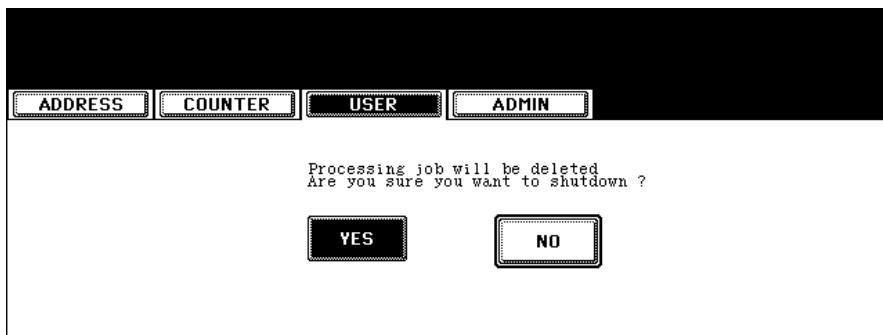 ADDRESS COUNTER USER ADMIN
Processing job will be deleted
Are you sure you want to shutdown ?
YES NO